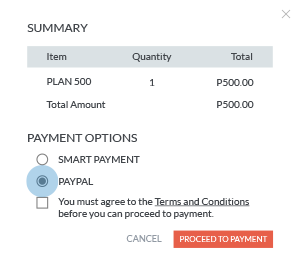 SUMMARY
Item Quantity Total
PLAN 500 1 P500.00
Total Amount P500.00
PAYMENT OPTIONS
SMART PAYMENT
PAYPAL
You must agree to the Terms and Conditions
before you can proceed to payment.
CANCEL PROCEED TO PAYMENT